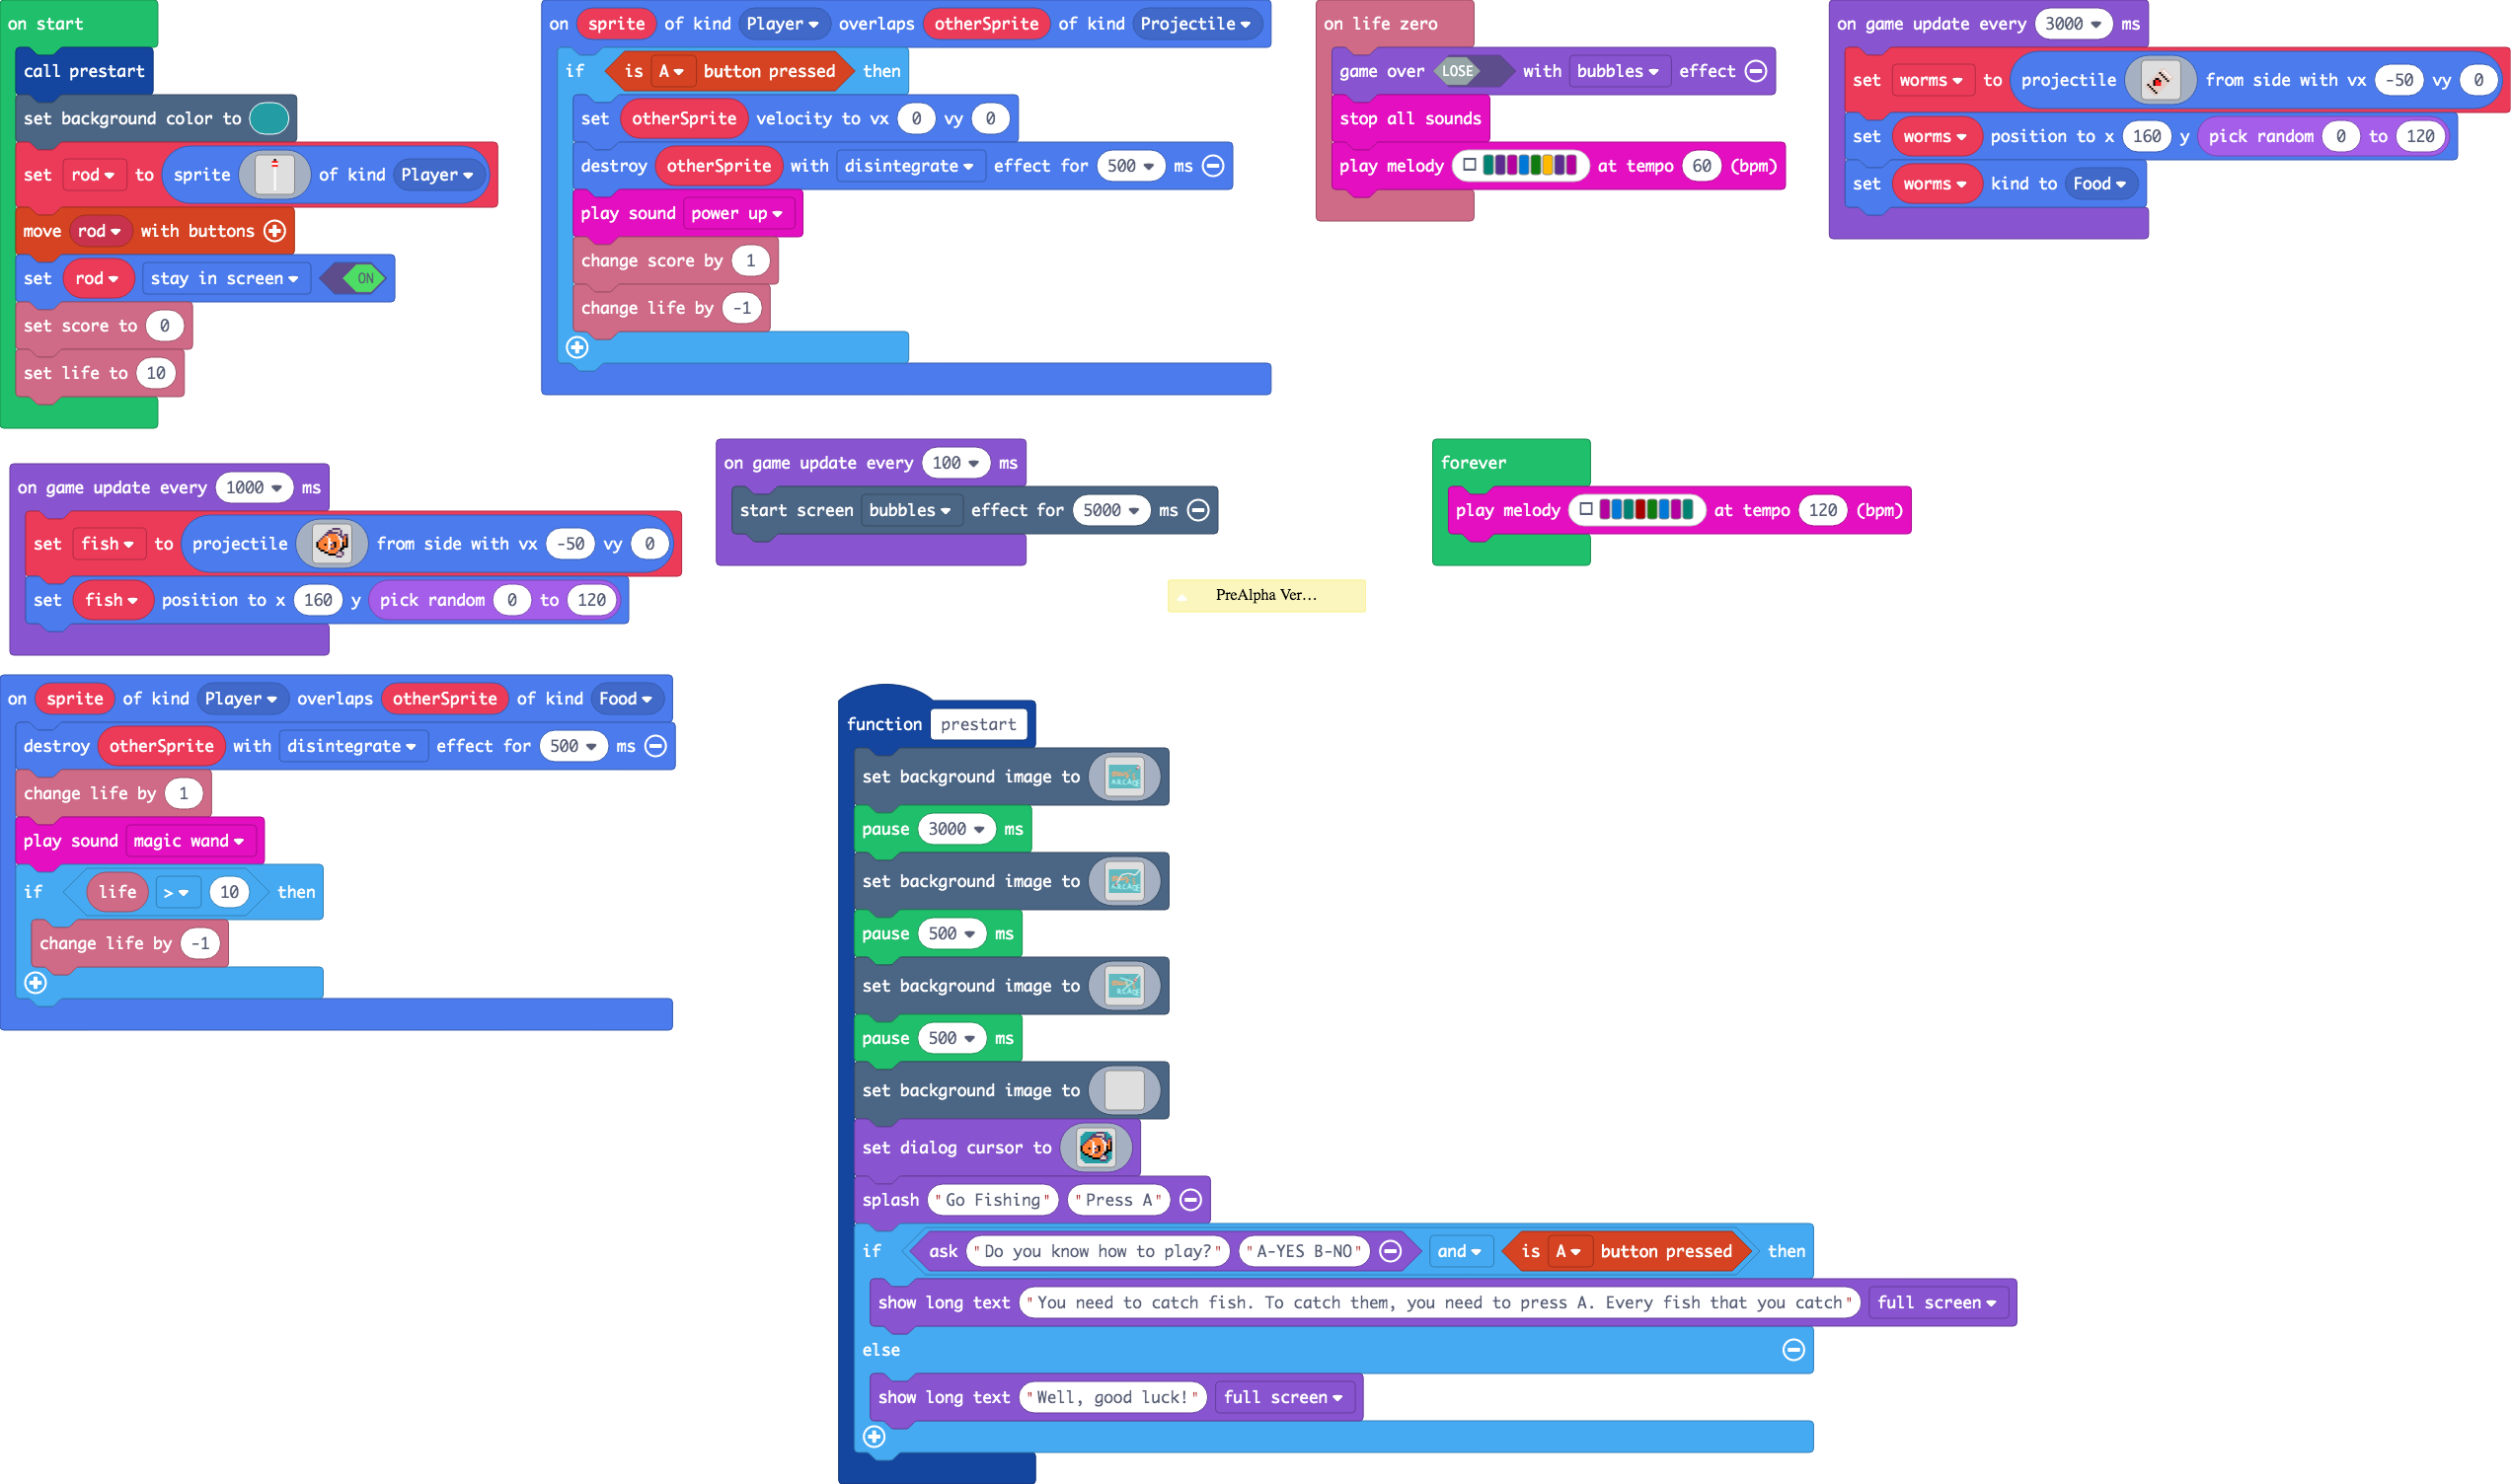 on start
call prestart
set background color to
set rod to sprite of kind Player
move rod with buttons
set rod stay in screen ON
set score to 0
set life to 10
on sprite of kind Player overlaps otherSprite of kind Projectile
if is A button pressed then
set otherSprite velocity to vx 0 vy 0
destroy otherSprite with disintegrate effect for 500 ms
play sound power up
change score by 1
change life by -1
on life zero
game over LOSE with bubbles effect
stop all sounds
play melody at tempo 60 (bpm)
on game update every 3000 ms
set worms to projectile from side with vx -50 vy 0
set worms position to x 160 y pick random 0 to 120
set worms kind to Food
on game update every 1000 ms
set fish to projectile from side with vx -50 vy 0
set fish position to x 160 y pick random 0 to 120
on game update every 100 ms
start screen bubbles effect for 5000 ms
forever
play melody at tempo 120 (bpm)
PreAlpha Ver...
on sprite of kind Player overlaps otherSprite of kind Food
destroy otherSprite with disintegrate effect for 500 ms
change life by 1
play sound magic wand
if life > 10 then
change life by -1
function prestart
set background image to
pause 3000 ms
set background image to
pause 500 ms
set background image to
pause 500 ms
set background image to
set dialog cursor to
splash "Go Fishing" "Press A"
if ask "Do you know how to play?" "A-YES B-NO" and is A button pressed then
show long text "You need to catch fish. To catch them, you need to press A. Every fish that you catch" full screen
else
show long text "Well, good luck!" full screen